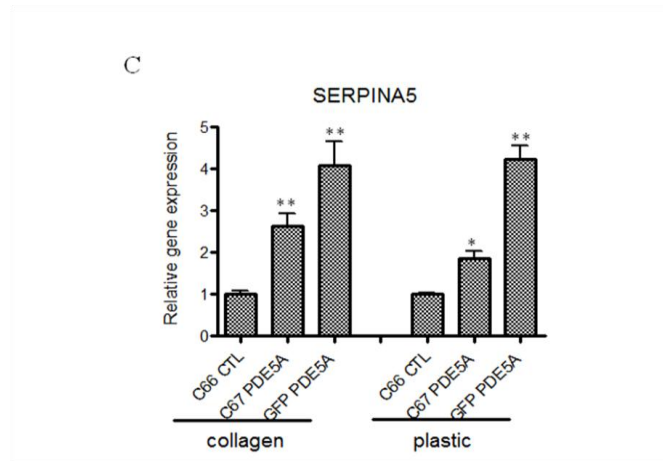 C
SERPINA5
Relative gene expression
5
4
3
2
1
0
**
**
*
**
C66 CTL
C67 PDE5A
GFP PDE5A
C66 CTL
C67 PDE5A
GFP PDE5A
collagen
plastic